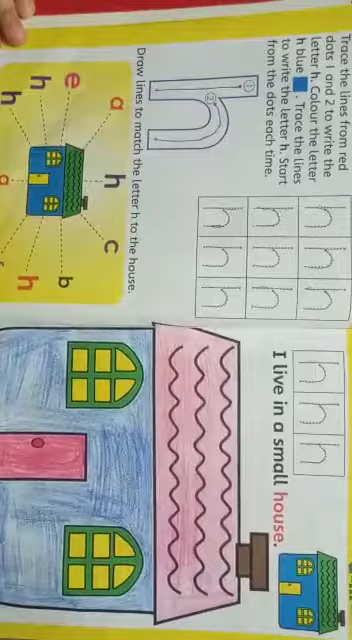 Trace the lines from red
dots 1 and 2 to write the
letter h. Colour the letter
h blue. Trace the lines
to write the letter h. Start
from the dots each time.
1
2
h h h
h h h
h h h
Draw lines to match the letter h to the house.
a
e
h
h
h
c
b
h
a
h h h
I live in a small house.